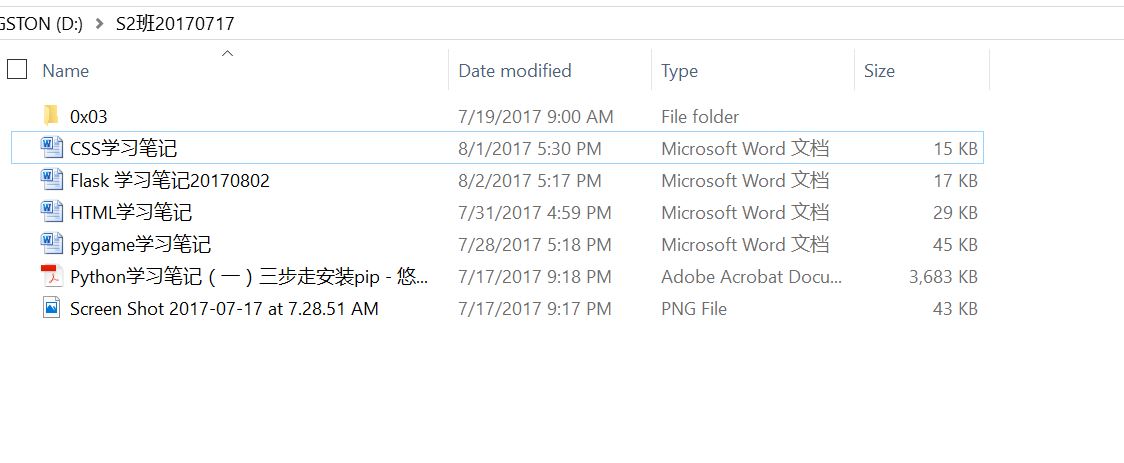 GSTON (D:) > S2班20170717
Name Date modified Type Size
0x03 7/19/2017 9:00 AM File folder
CSS学习笔记 8/1/2017 5:30 PM Microsoft Word 文档 15 KB
Flask 学习笔记20170802 8/2/2017 5:17 PM Microsoft Word 文档 17 KB
HTML学习笔记 7/31/2017 4:59 PM Microsoft Word 文档 29 KB
pygame学习笔记 7/28/2017 5:18 PM Microsoft Word 文档 45 KB
Python学习笔记（一）三步走安装pip - 悠... 7/17/2017 9:18 PM Adobe Acrobat Docu... 3,683 KB
Screen Shot 2017-07-17 at 7.28.51 AM 7/17/2017 9:17 PM PNG File 43 KB